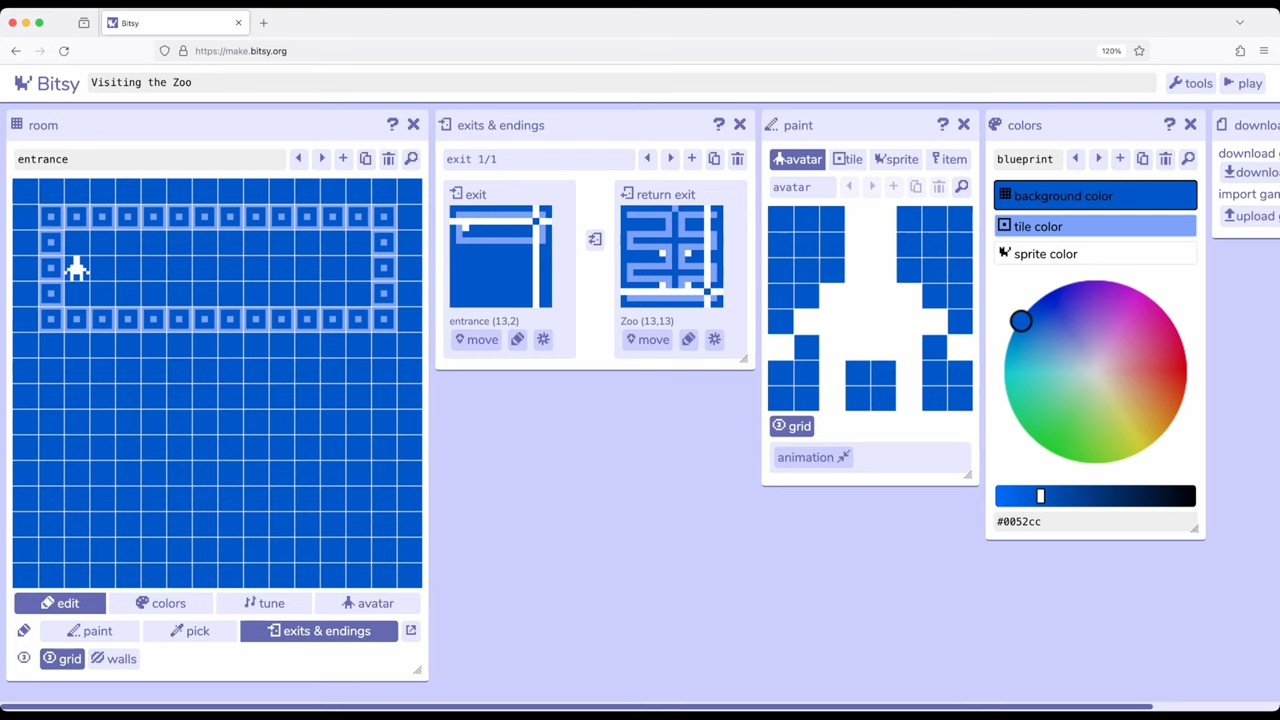 Bitsy
https://make.bitsy.org
120%
Bitsy
Visiting the Zoo
tools
play
room
entrance
edit
colors
tune
avatar
paint
pick
exits & endings
grid
walls
exits & endings
exit 1/1
exit
return exit
entrance (13,2)
Zoo (13,13)
move
move
paint
avatar
tile
sprite
item
avatar
grid
animation
colors
blueprint
background color
tile color
sprite color
#0052cc
downloa
download g
downloa
import gam
upload g